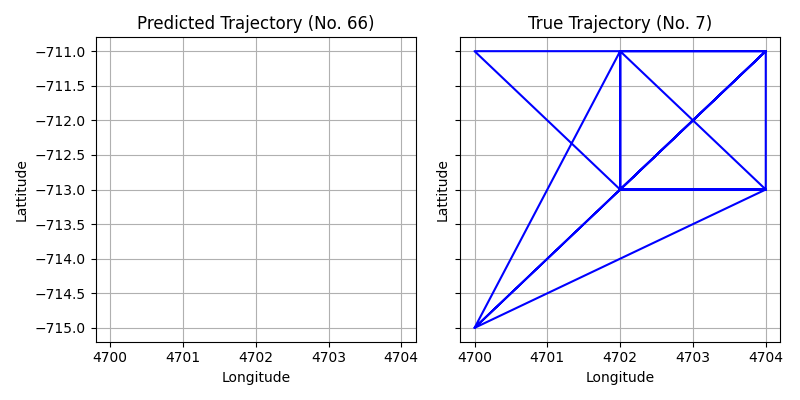 Predicted Trajectory (No. 66)
True Trajectory (No. 7)
−711.0
−711.5
−712.0
−712.5
−713.0
−713.5
−714.0
−714.5
−715.0
Lattitude
Lattitude
4700 4701 4702 4703 4704
4700 4701 4702 4703 4704
Longitude
Longitude